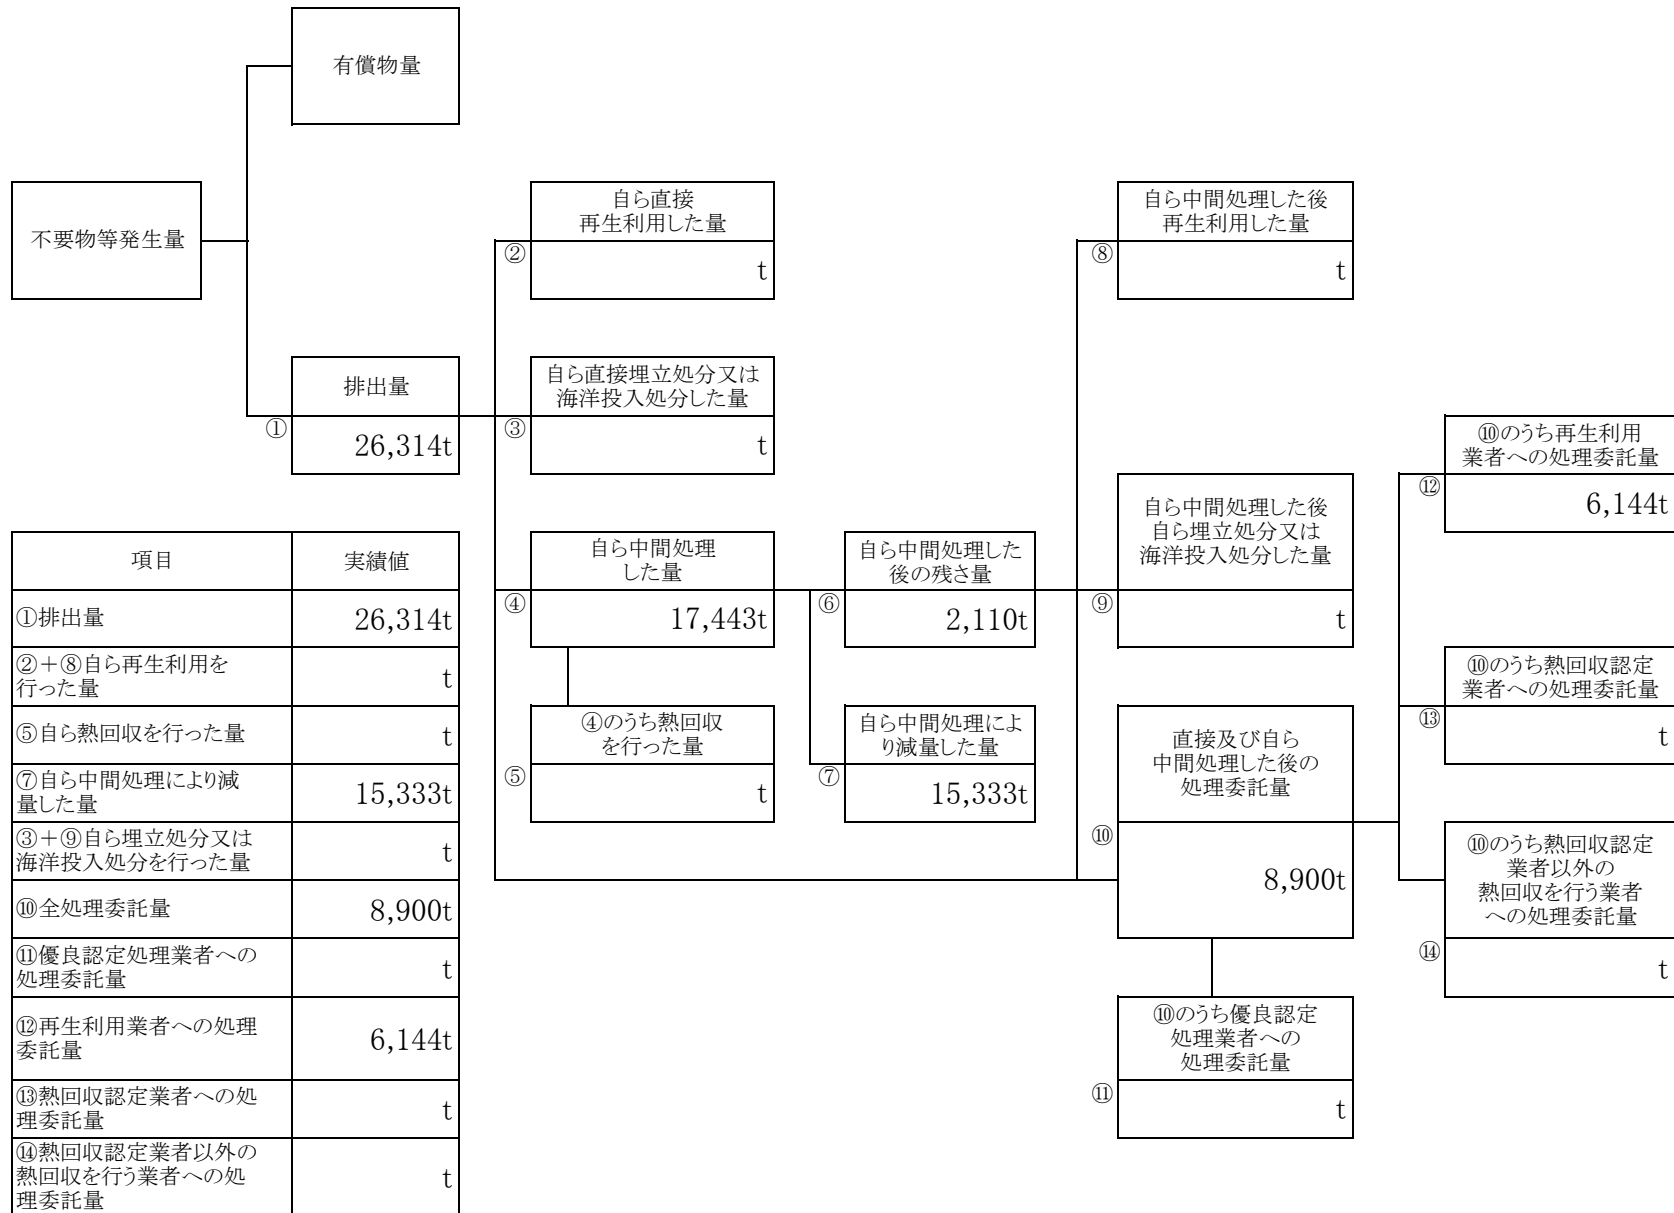 有償物量
不要物等発生量
排出量
①
26,314t
自ら直接
再生利用した量
②
t
自ら直接埋立処分又は
海洋投入処分した量
③
t
自ら中間処理
した量
④
17,443t
④のうち熱回収
を行った量
⑤
t
自ら中間処理した
後の残さ量
⑥
2,110t
自ら中間処理によ
り減量した量
⑦
15,333t
自ら中間処理した後
再生利用した量
⑧
t
自ら中間処理した後
自ら埋立処分又は
海洋投入処分した量
⑨
t
直接及び自ら
中間処理した後の
処理委託量
⑩
8,900t
⑩のうち優良認定
処理業者への
処理委託量
⑪
t
⑩のうち再生利用
業者への処理委託量
⑫
6,144t
⑩のうち熱回収認定
業者への処理委託量
⑬
t
⑩のうち熱回収認定
業者以外の
熱回収を行う業者
への処理委託量
⑭
t
項目 実績値
①排出量 26,314t
②＋⑧自ら再生利用を
行った量 t
⑤自ら熱回収を行った量 t
⑦自ら中間処理により減
量した量 15,333t
③＋⑨自ら埋立処分又は
海洋投入処分を行った量 t
⑩全処理委託量 8,900t
⑪優良認定処理業者への
処理委託量 t
⑫再生利用業者への処理
委託量 6,144t
⑬熱回収認定業者への処
理委託量 t
⑭熱回収認定業者以外の
熱回収を行う業者への処
理委託量 t